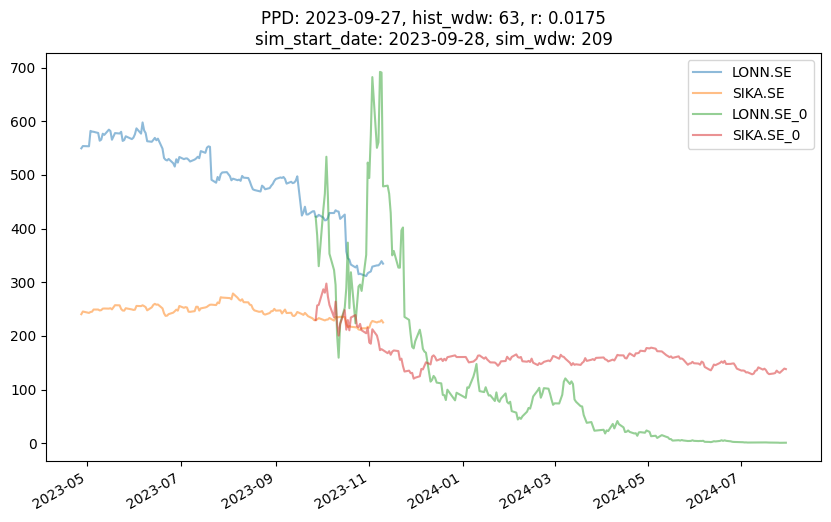 PPD: 2023-09-27, hist_wdw: 63, r: 0.0175
sim_start_date: 2023-09-28, sim_wdw: 209
LONN.SE
SIKA.SE
LONN.SE_0
SIKA.SE_0
700
600
500
400
300
200
100
0
2023-05
2023-07
2023-09
2023-11
2024-01
2024-03
2024-05
2024-07